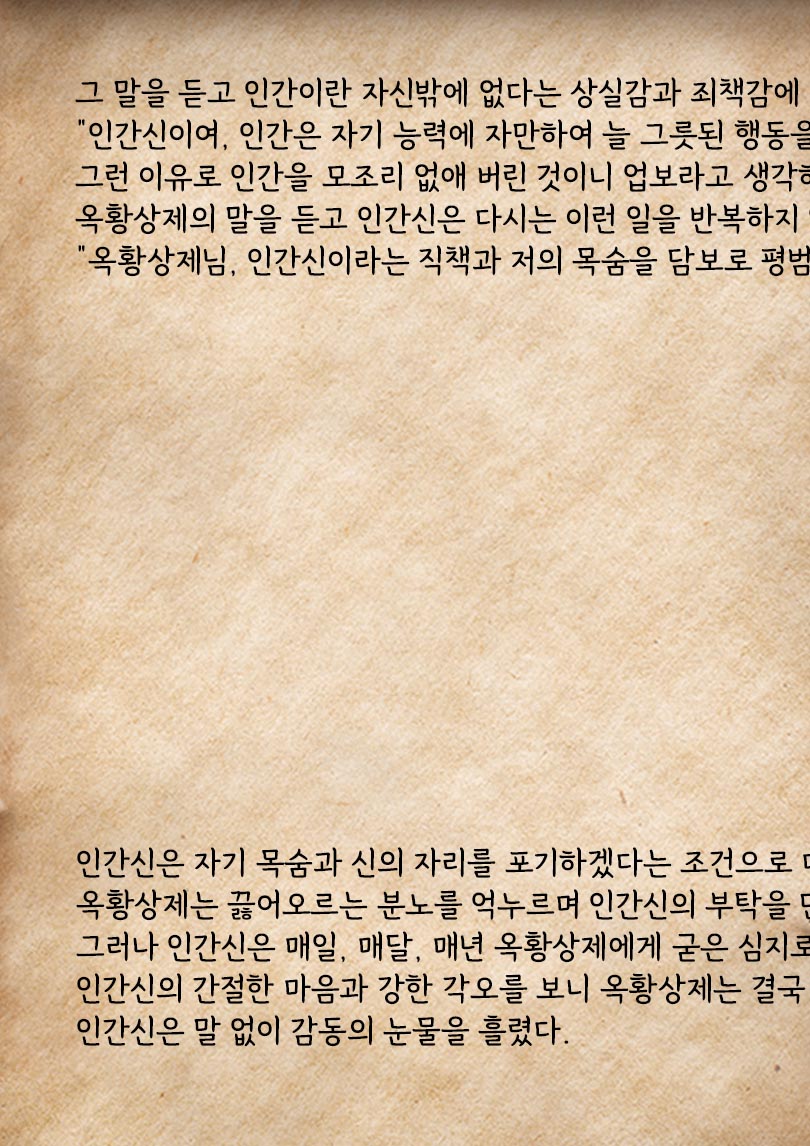 그 말을 듣고 인간이란 자신밖에 없다는 상실감과 죄책감에
"인간신이여, 인간은 자기 능력에 자만하여 늘 그릇된 행동을
그런 이유로 인간을 모조리 없애 버린 것이니 업보라고
옥황상제의 말을 듣고 인간신은 다시는 이런 일을 반복하지
"옥황상제님, 인간신이라는 직책과 저의 목숨을 담보로
인간신은 자기 목숨과 신의 자리를 포기하겠다는 조건으로
옥황상제는 끓어오르는 분노를 억누르며 인간신의 부탁을
그러나 인간신은 매일, 매달, 매년 옥황상제에게 굳은 심지로
인간신의 간절한 마음과 강한 각오를 보니 옥황상제는 결국
인간신은 말 없이 감동의 눈물을 흘렸다.